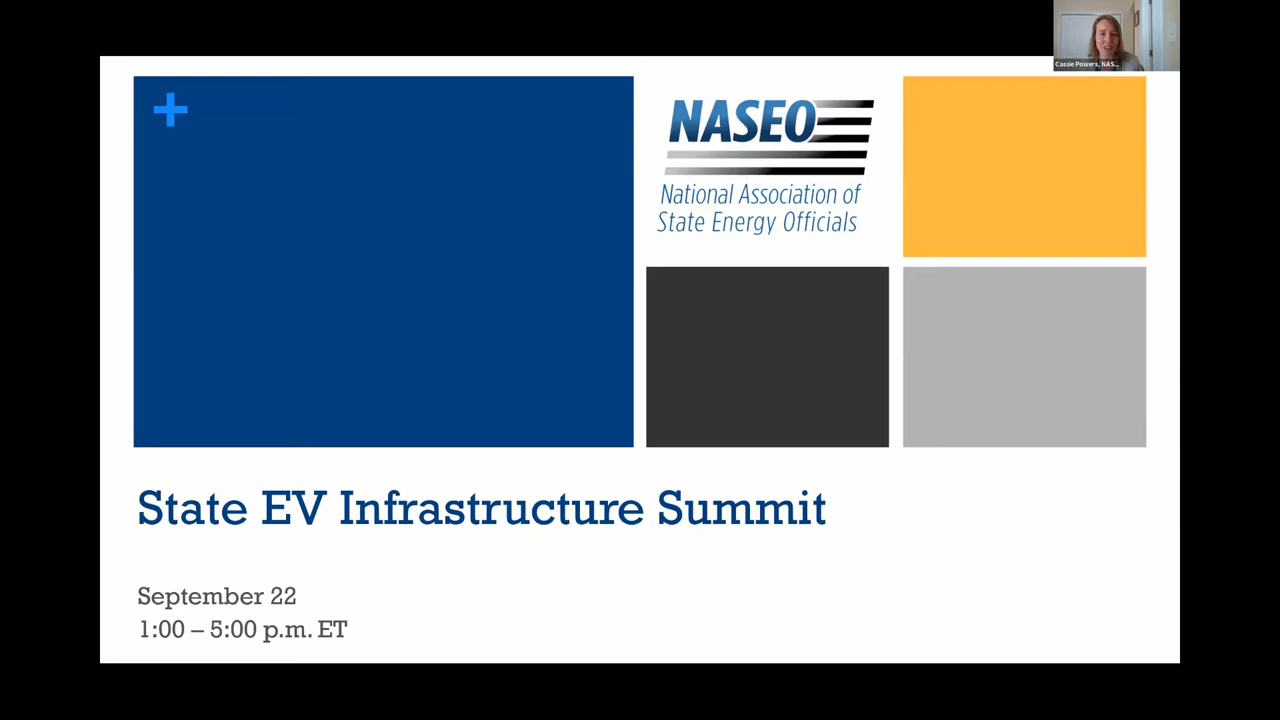 Cassie Powers, NAS...
NASEO
National Association of
State Energy Officials
State EV Infrastructure Summit
September 22
1:00 – 5:00 p.m. ET